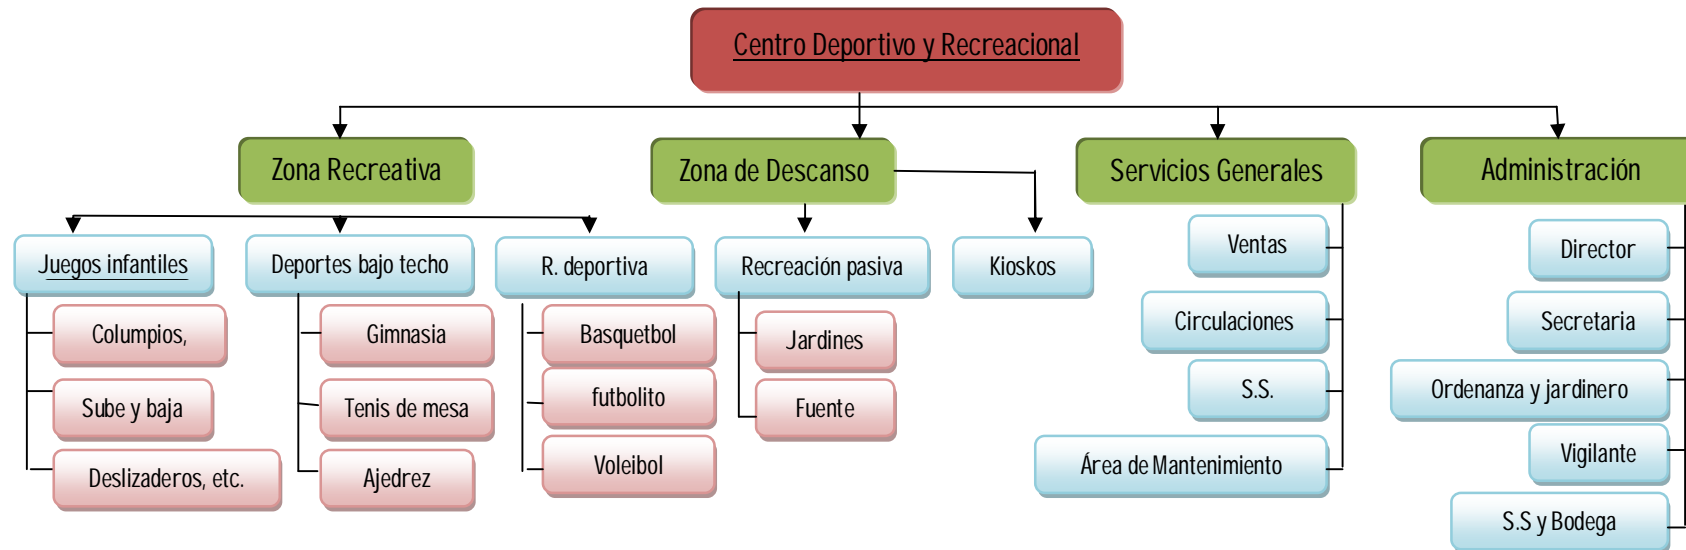 Centro Deportivo y Recreacional
Zona Recreativa
Zona de Descanso
Servicios Generales
Administración
Juegos infantiles
Deportes bajo techo
R. deportiva
Recreación pasiva
Kioskos
Columpios,
Sube y baja
Deslizaderos, etc.
Gimnasia
Tenis de mesa
Ajedrez
Basquetbol
futbolito
Voleibol
Jardines
Fuente
Ventas
Circulaciones
S.S.
Área de Mantenimiento
Director
Secretaria
Ordenanza y jardinero
Vigilante
S.S y Bodega